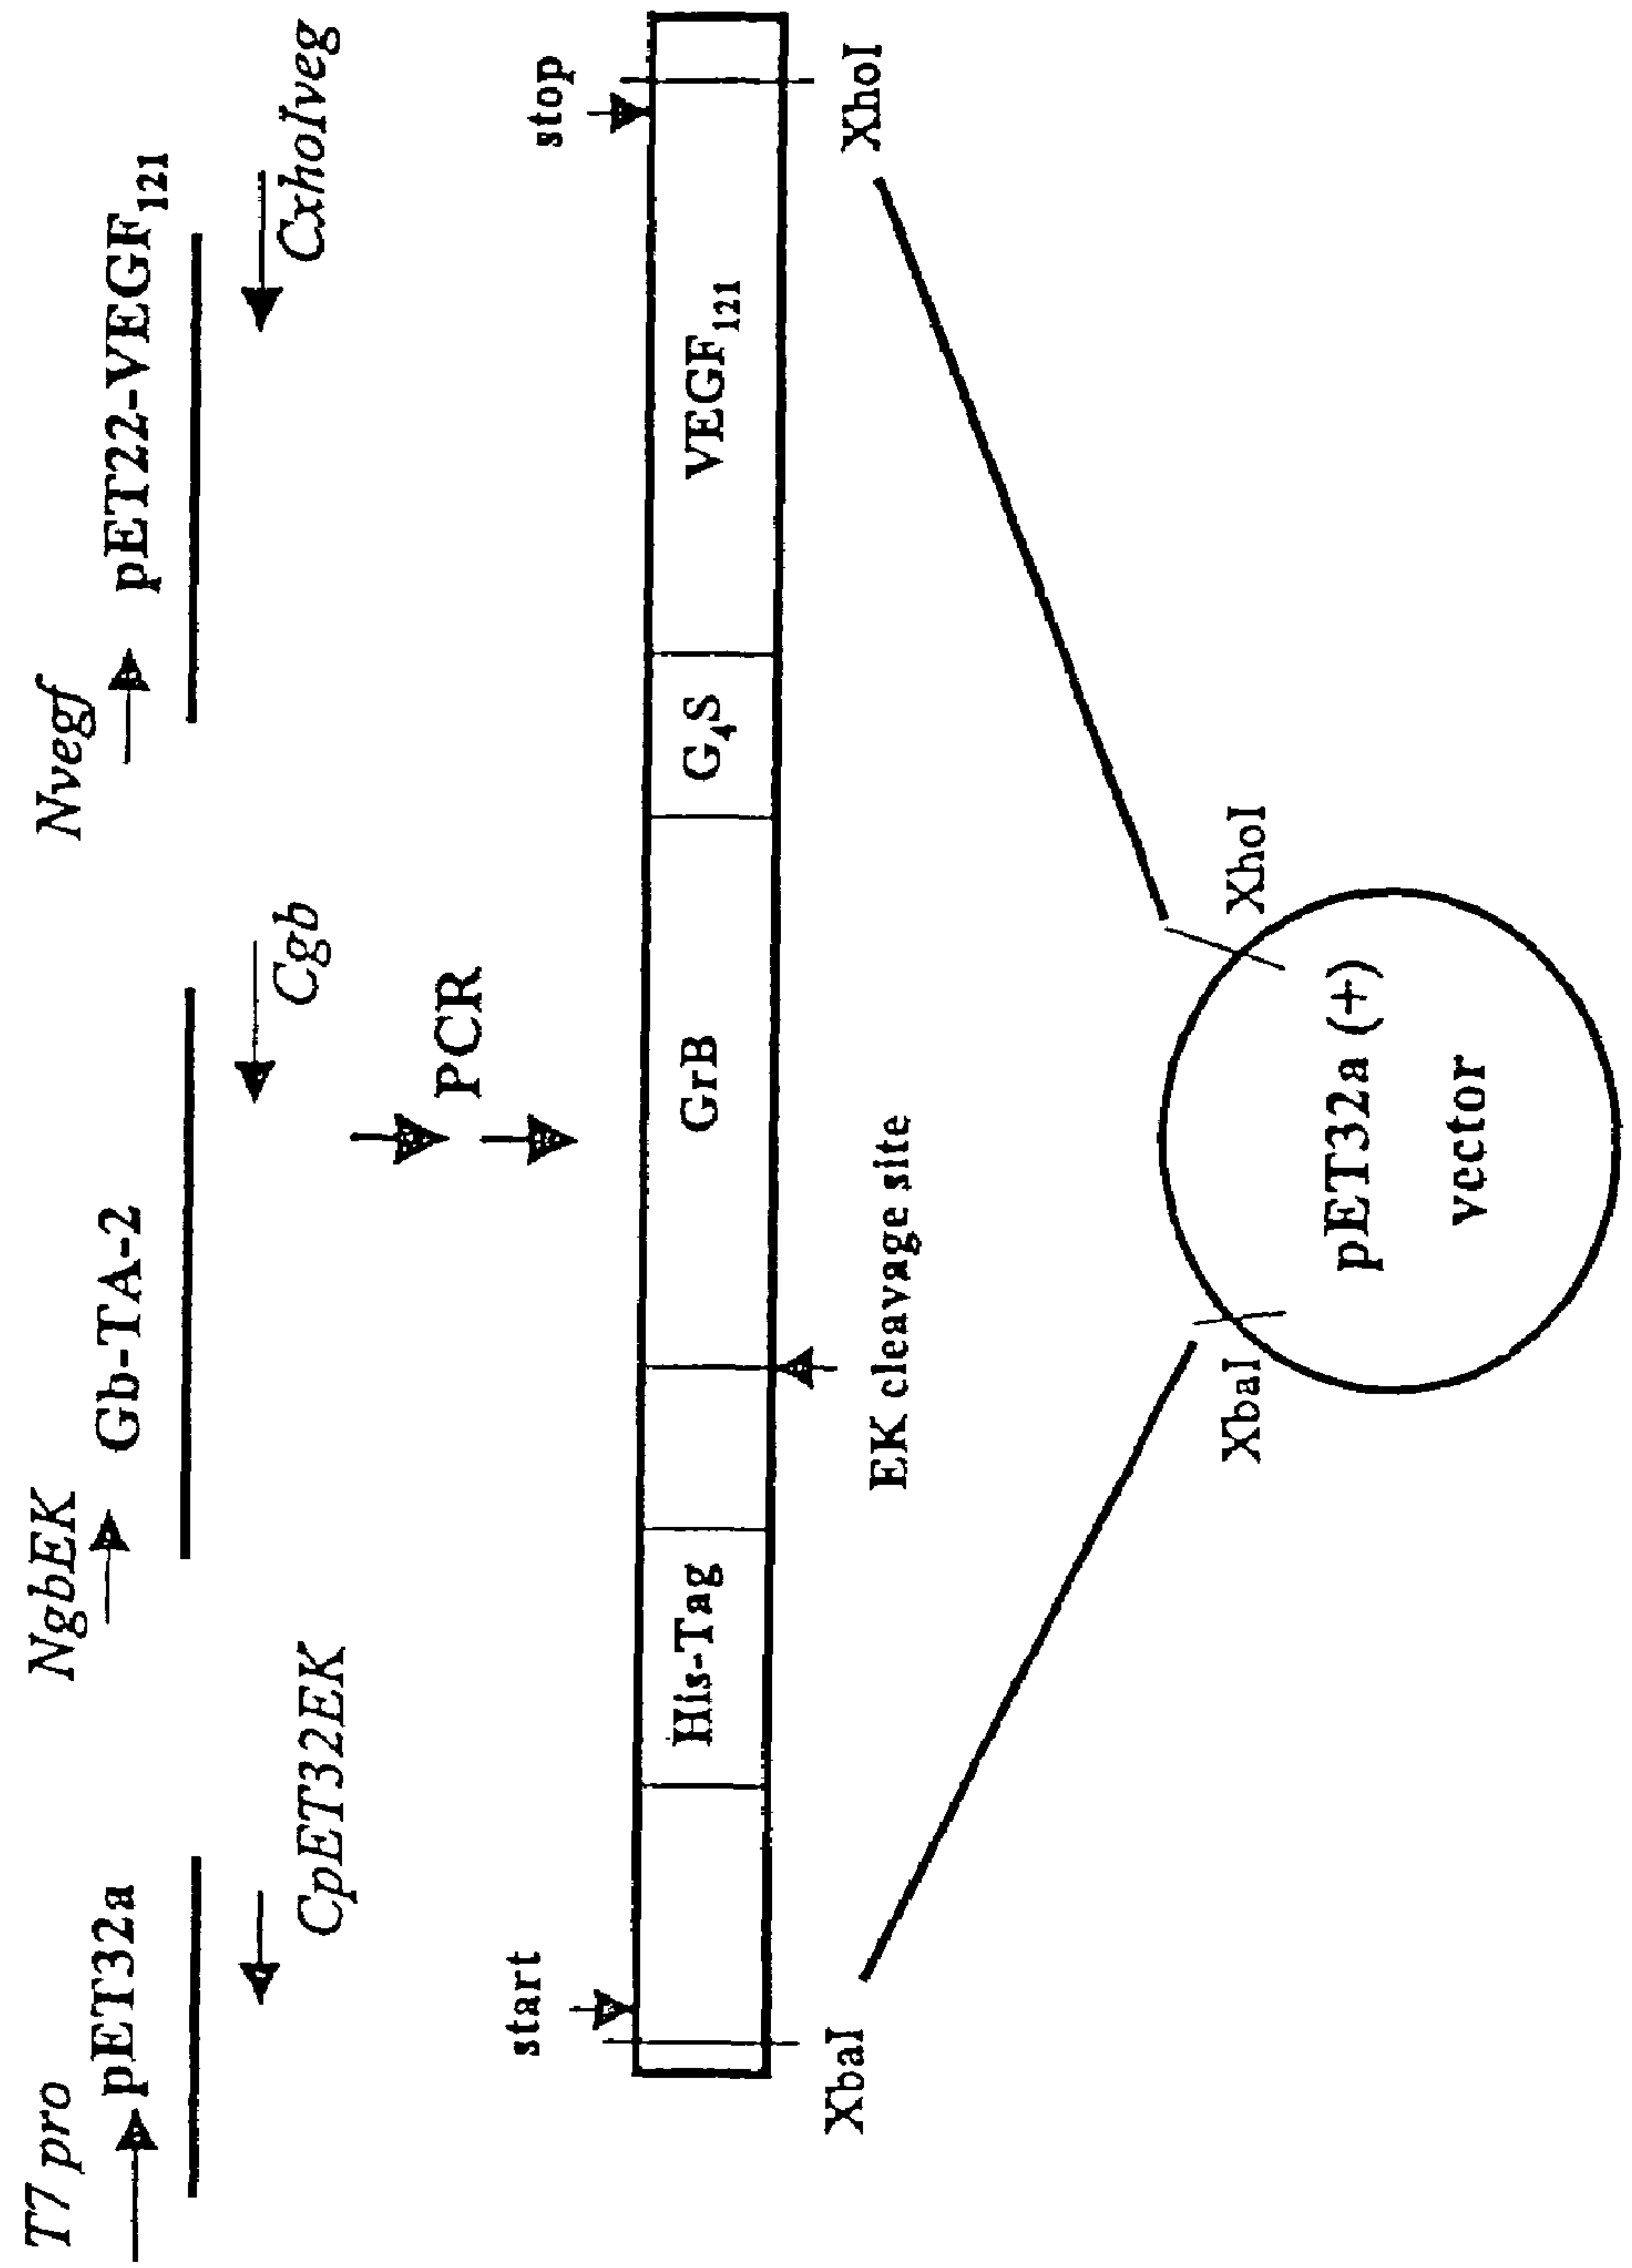 T7 pro
NgbEK
Nvegf
pET32a
Gb-TA-2
pET22-VEGF121
CpET32EK
Cgb
CxhoIveg
PCR
start
stop
His-Tag
GrB
G4S
VEGF121
XbaI
EK cleavage site
XhoI
XbaI
XhoI
pET32a (+)
vector